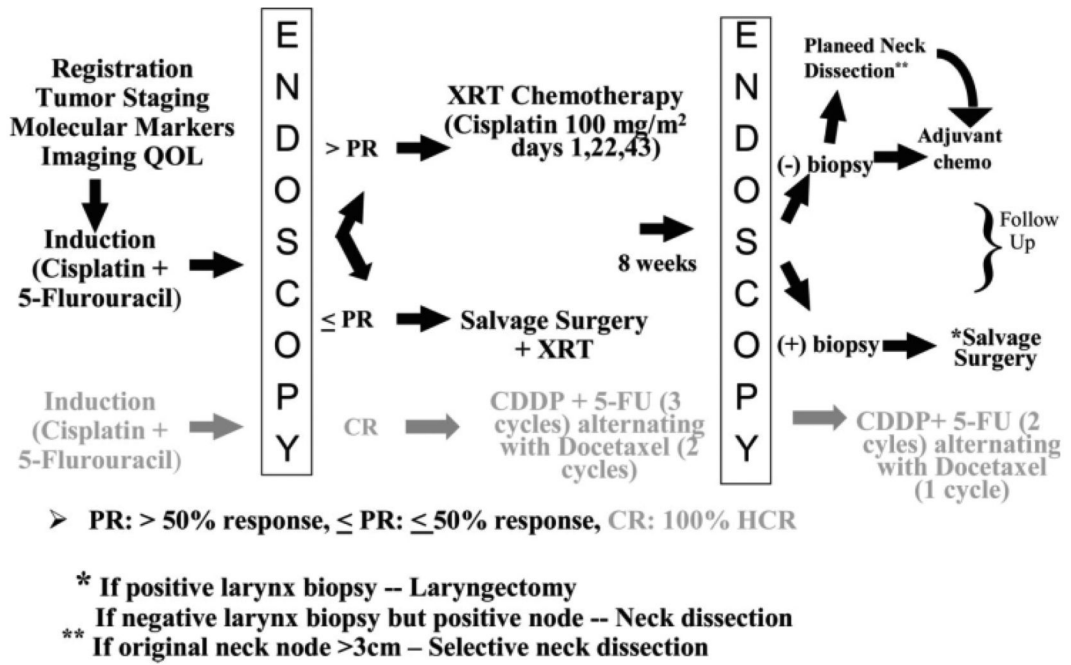 Registration
Tumor Staging
Molecular Markers
Imaging QOL
Induction
(Cisplatin +
5-Flurouracil)
ENDOSCOPY
> PR
XRT Chemotherapy
(Cisplatin 100 mg/m²
days 1,22,43)
≤ PR
Salvage Surgery
+ XRT
8 weeks
ENDOSCOPY
Planeed Neck
Dissection**
(-) biopsy
Adjuvant
chemo
Follow
Up
(+) biopsy
*Salvage
Surgery
Induction
(Cisplatin +
5-Flurouracil)
CR
CDDP + 5-FU (3
cycles) alternating
with Docetaxel (2
cycles)
CDDP+ 5-FU (2
cyles) alternating
with Docetaxel
(1 cycle)
➢ PR: > 50% response, ≤ PR: ≤ 50% response, CR: 100% HCR
* If positive larynx biopsy -- Laryngectomy
If negative larynx biopsy but positive node -- Neck dissection
** If original neck node >3cm – Selective neck dissection